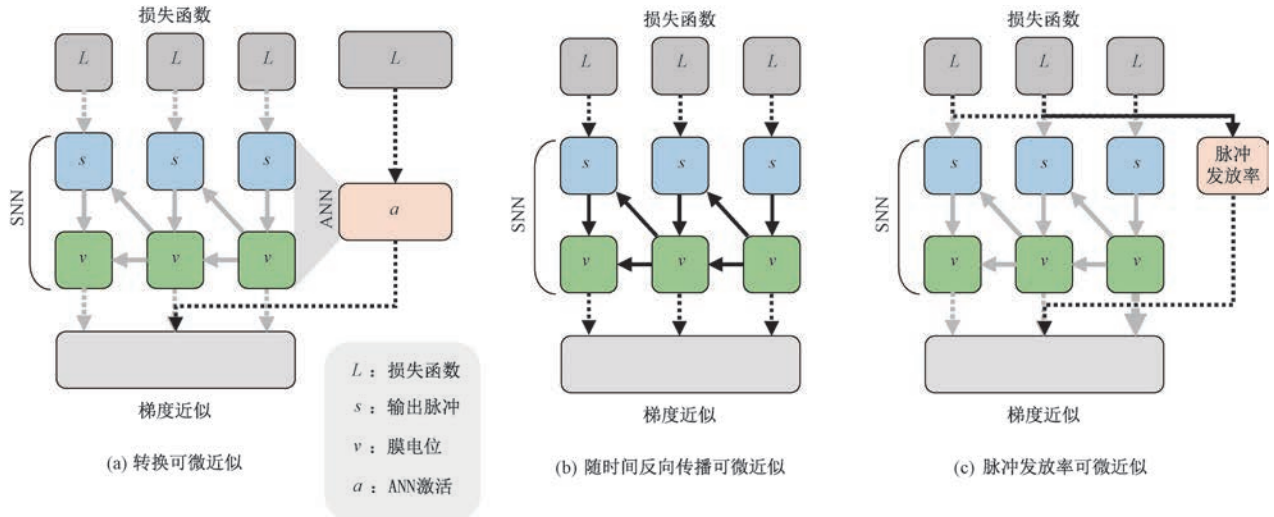 损失函数
L L L L
s s s
SNN
ANN
a
v v v
梯度近似
(a) 转换可微近似
L：损失函数
s：输出脉冲
v：膜电位
a：ANN激活
损失函数
L L L
s s s
SNN
v v v
梯度近似
(b) 随时间反向传播可微近似
损失函数
L L L
s s s
脉冲
发放率
SNN
v v v
梯度近似
(c) 脉冲发放率可微近似